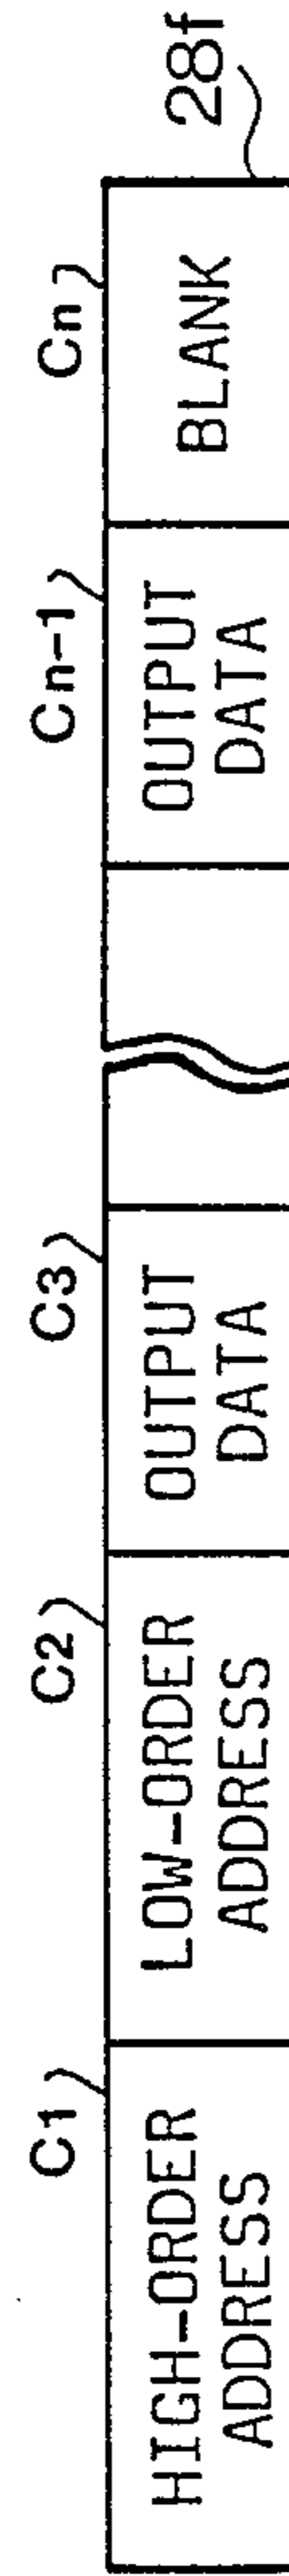 C1
C2
C3
Cn-1
Cn
28f
HIGH-ORDER
ADDRESS
LOW-ORDER
ADDRESS
OUTPUT
DATA
OUTPUT
DATA
BLANK